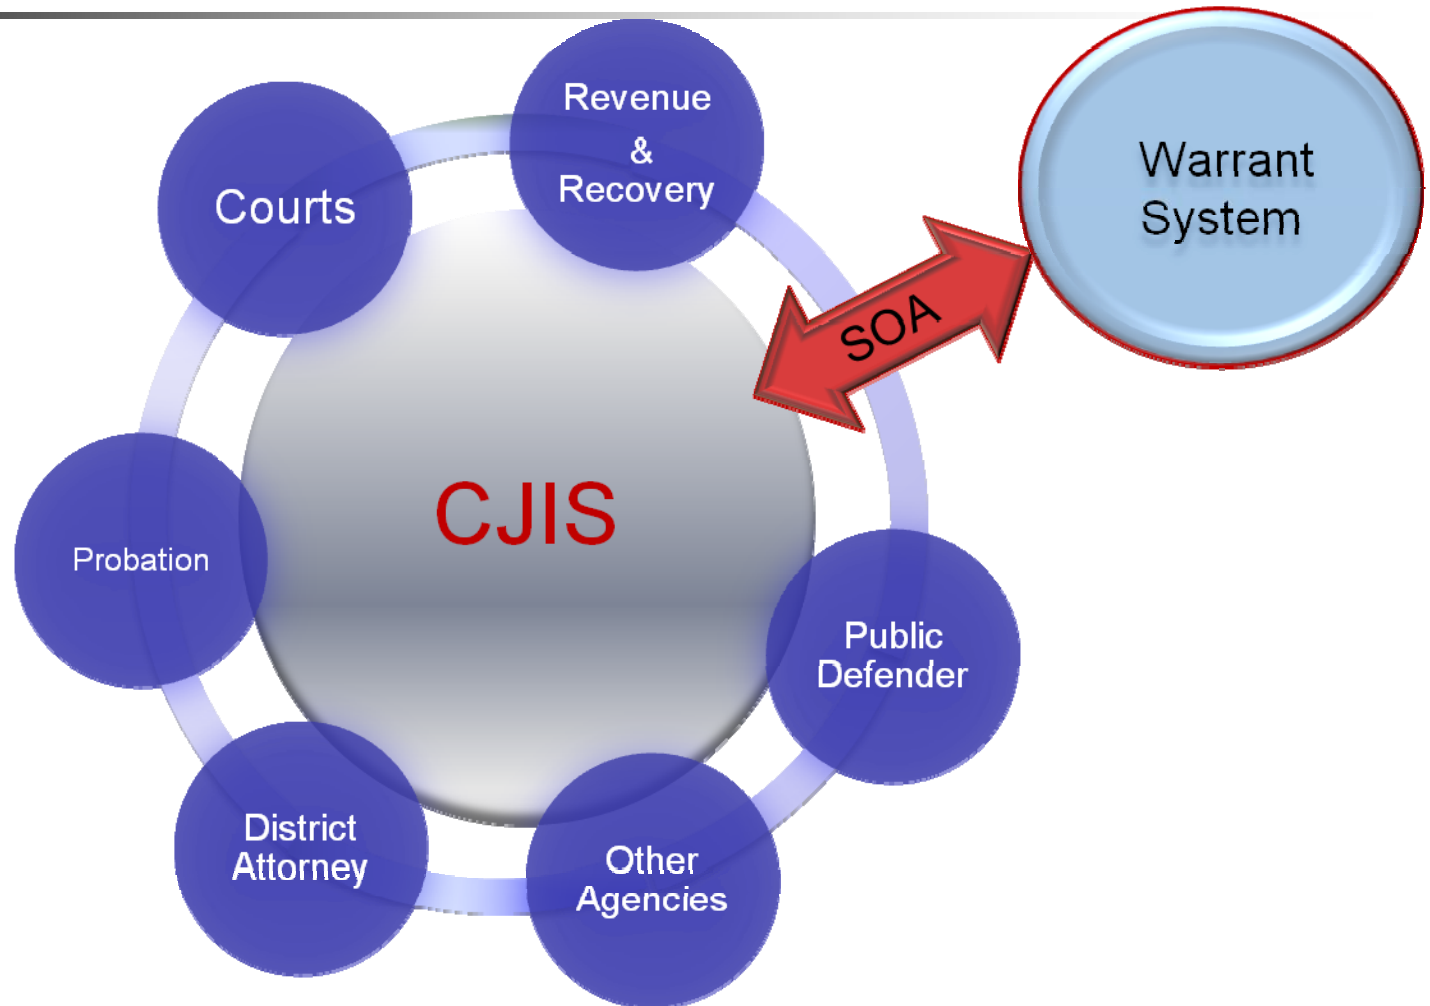 Revenue
&
Recovery
Courts
Warrant
System
SOA
CJIS
Probation
Public
Defender
District
Attorney
Other
Agencies